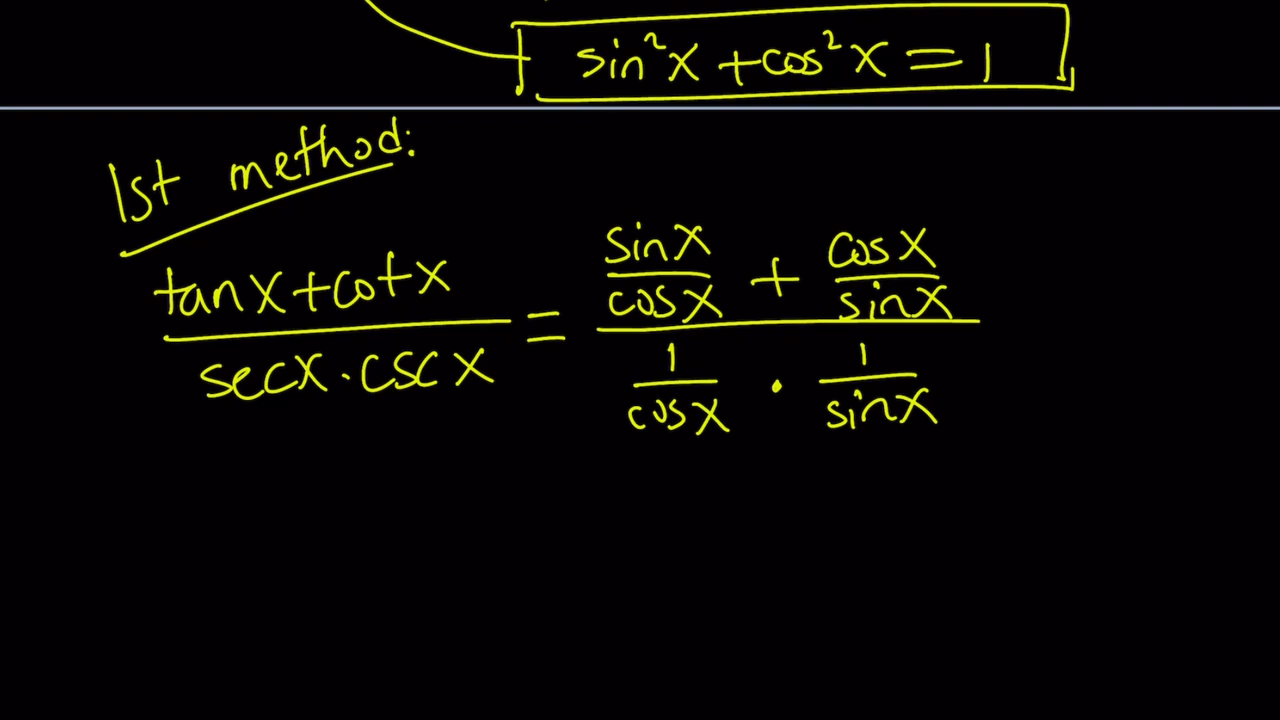 sin²x + cos²x = 1
1st method:
(tanx + cotx)/(secx · cscx) = (sinx/cosx + cosx/sinx)/(1/cosx · 1/sinx)